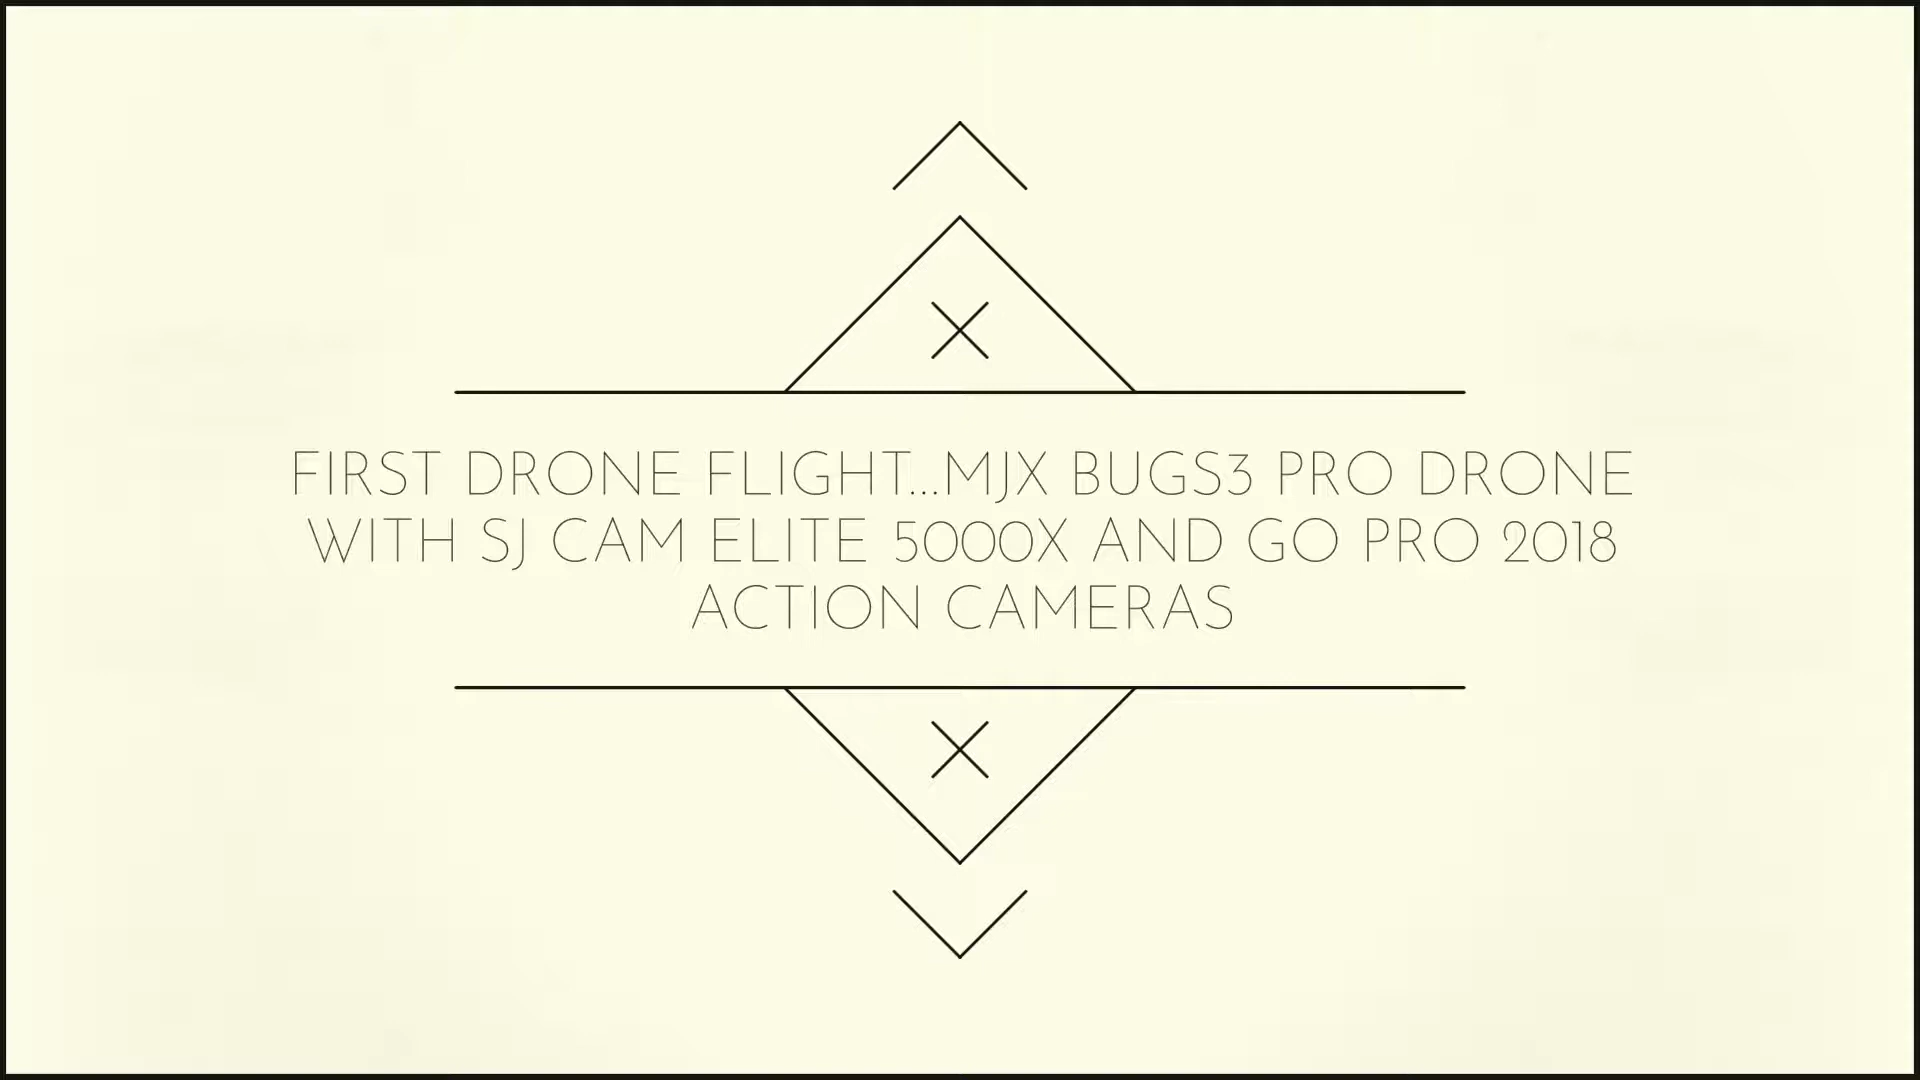 FIRST DRONE FLIGHT...MJX BUGS3 PRO DRONE
WITH SJ CAM ELITE 5000X AND GO PRO 2018
ACTION CAMERAS